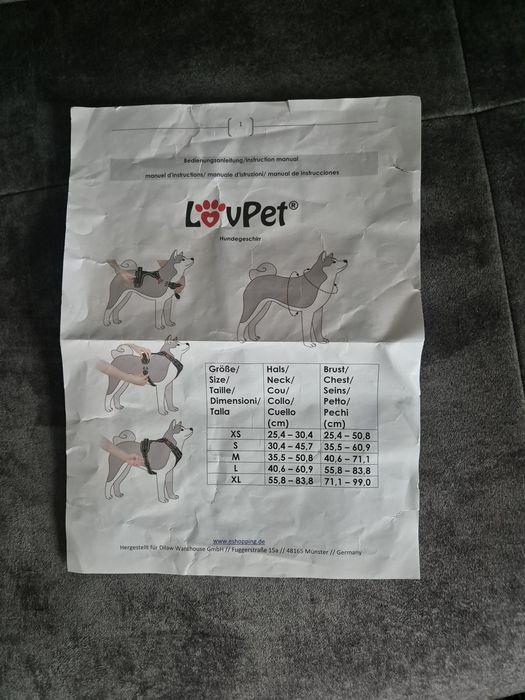 1
Bedienungsanleitung/Instruction manual
manuel d'instructions/ manuale d'istruzioni/ manual de instrucciones
LovPet®
Hundegeschirr
Größe/ Hals/ Brust/
Size/ Neck/ Chest/
Taille/ Cou/ Seins/
Dimensioni/ Collo/ Petto/
Talla Cuello Pechi
(cm) (cm)
XS 25,4 – 30,4 25,4 – 50,8
S 30,4 – 45,7 35,5 – 60,9
M 35,5 – 50,8 40,6 – 71,1
L 40,6 – 60,9 55,8 – 83,8
XL 55,8 – 83,8 71,1 – 99,0
www.eshopping.de
Hergestellt für Dilaw Warehouse GmbH // Fuggerstraße 15a // 48165 Münster // Germany